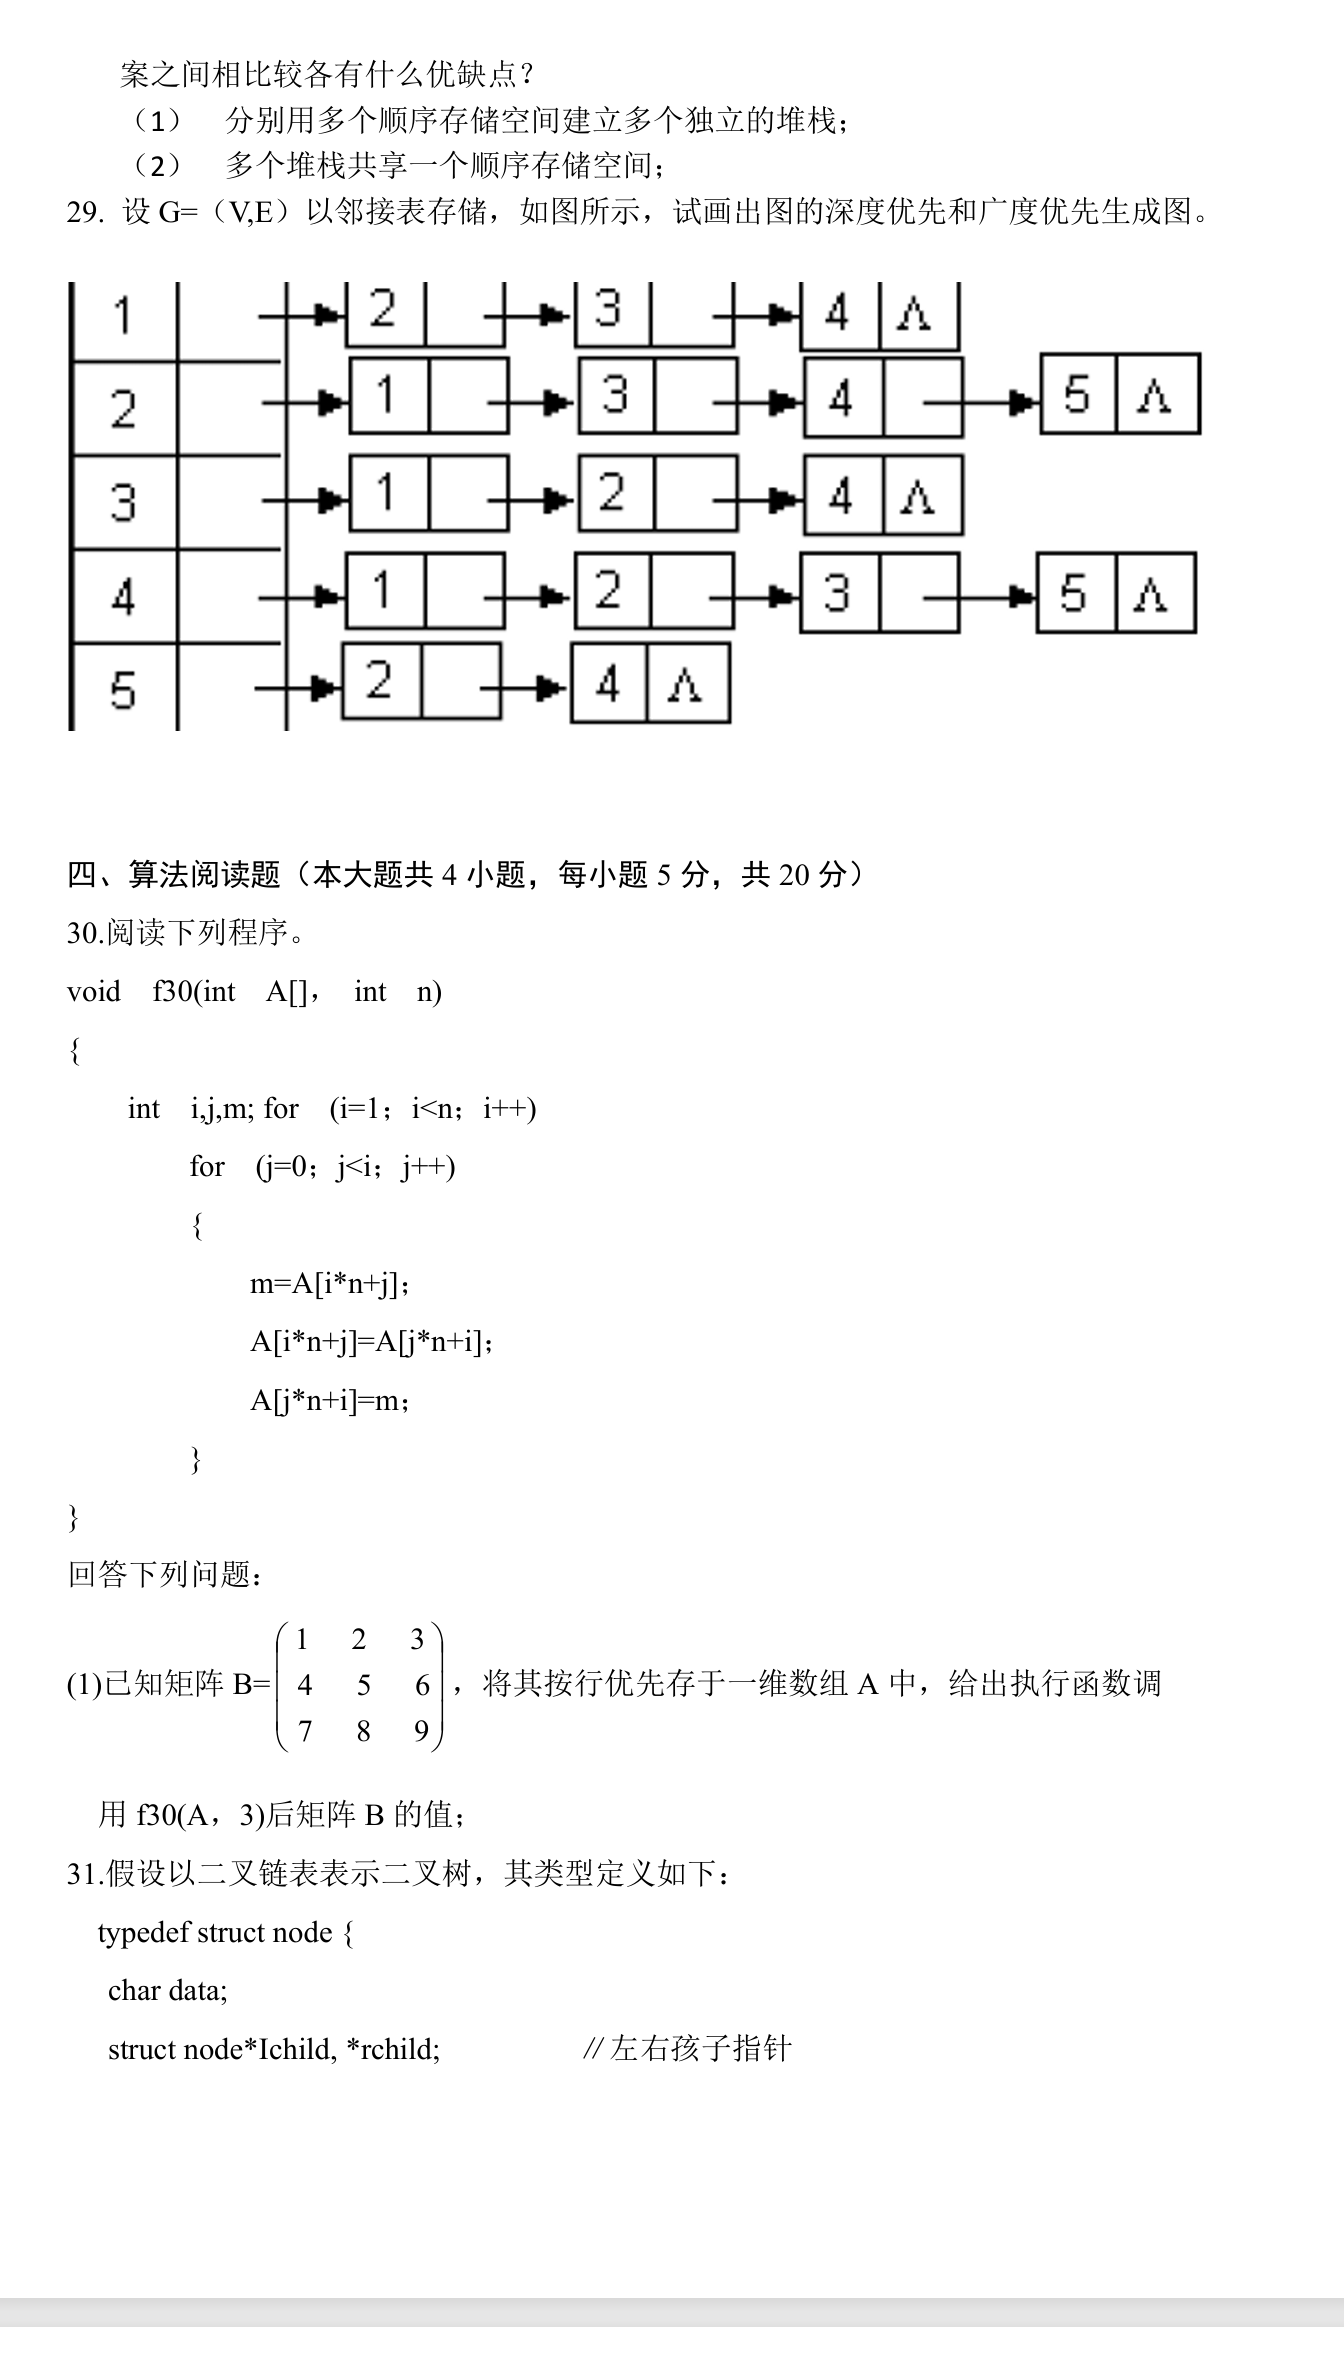 案之间相比较各有什么优缺点？
（1） 分别用多个顺序存储空间建立多个独立的堆栈；
（2） 多个堆栈共享一个顺序存储空间；
29. 设 G=（V,E）以邻接表存储，如图所示，试画出图的深度优先和广度优先生成图。
1 2 3 4 Λ
2 1 3 4 5 Λ
3 1 2 4 Λ
4 1 2 3 5 Λ
5 2 4 Λ
四、算法阅读题（本大题共 4 小题，每小题 5 分，共 20 分）
30.阅读下列程序。
void f30(int A[]， int n)
{
int i,j,m; for (i=1；i<n；i++)
for (j=0；j<i；j++)
{
m=A[i*n+j]；
A[i*n+j]=A[j*n+i]；
A[j*n+i]=m；
}
}
回答下列问题：
1 2 3
(1)已知矩阵 B= 4 5 6 ，将其按行优先存于一维数组 A 中，给出执行函数调
7 8 9
用 f30(A，3)后矩阵 B 的值；
31.假设以二叉链表表示二叉树，其类型定义如下：
typedef struct node {
char data;
struct node*Ichild, *rchild; ∥左右孩子指针